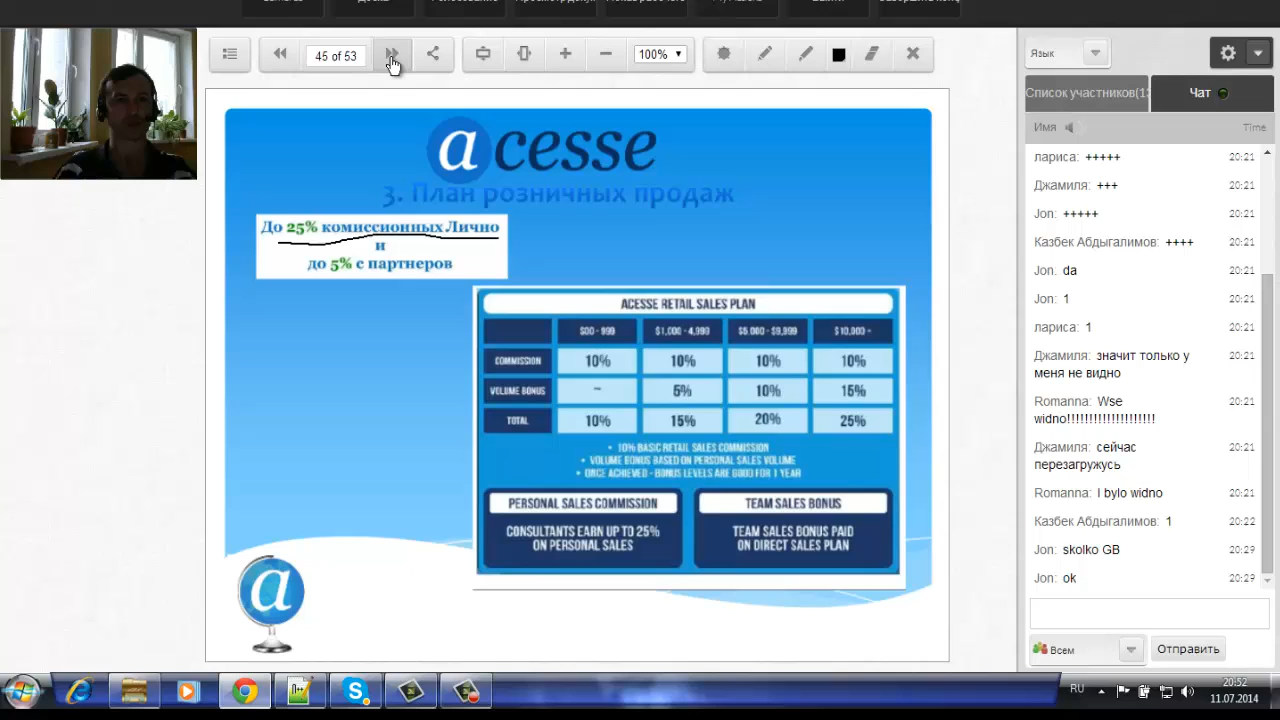 45 of 53
100%
Язык
Список участников(1
Чат
Имя
Time
acesse
3. План розничных продаж
До 25% комиссионных Лично
и
до 5% с партнеров
ACESSE RETAIL SALES PLAN
$00 - 999
$1,000 - 4,999
$5,000 - $9,999
$10,000 -
COMMISSION
10%
10%
10%
10%
VOLUME BONUS
-
5%
10%
15%
TOTAL
10%
15%
20%
25%
• 10% BASIC RETAIL SALES COMMISSION
• VOLUME BONUS BASED ON PERSONAL SALES VOLUME
• ONCE ACHIEVED - BONUS LEVELS ARE GOOD FOR 1 YEAR
PERSONAL SALES COMMISSION
CONSULTANTS EARN UP TO 25%
ON PERSONAL SALES
TEAM SALES BONUS
TEAM SALES BONUS PAID
ON DIRECT SALES PLAN
a
лариса: +++++ 20:21
Джамиля: +++ 20:21
Jon: +++++ 20:21
Казбек Абдыгалимов: ++++ 20:21
Jon: da 20:21
Jon: 1 20:21
лариса: 1 20:21
Джамиля: значит только у 20:21
меня не видно
Romanna: Wse 20:21
widno!!!!!!!!!!!!!!!!!!!!
Джамиля: сейчас 20:21
перезагружусь
Romanna: I bylo widno 20:21
Казбек Абдыгалимов: 1 20:22
Jon: skolko GB 20:29
Jon: ok 20:29
Всем
Отправить
RU
20:52
11.07.2014